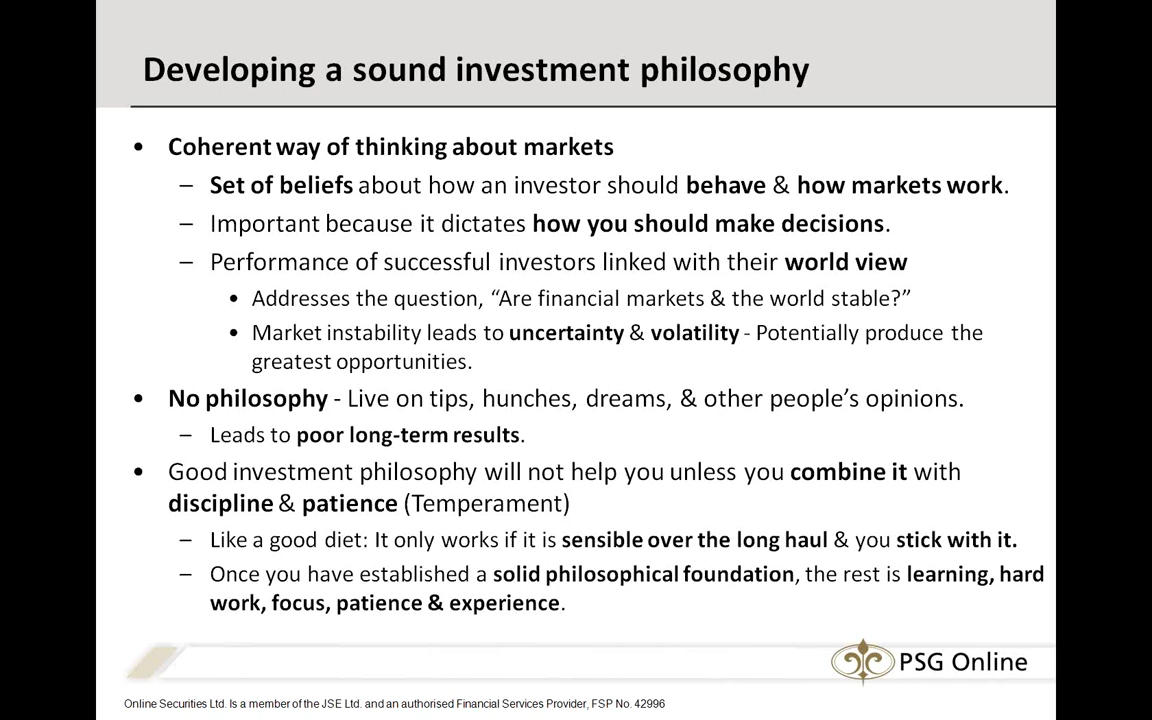 Developing a sound investment philosophy
• Coherent way of thinking about markets
– Set of beliefs about how an investor should behave & how markets work.
– Important because it dictates how you should make decisions.
– Performance of successful investors linked with their world view
• Addresses the question, “Are financial markets & the world stable?”
• Market instability leads to uncertainty & volatility - Potentially produce the
greatest opportunities.
• No philosophy - Live on tips, hunches, dreams, & other people’s opinions.
– Leads to poor long-term results.
• Good investment philosophy will not help you unless you combine it with
discipline & patience (Temperament)
– Like a good diet: It only works if it is sensible over the long haul & you stick with it.
– Once you have established a solid philosophical foundation, the rest is learning, hard
work, focus, patience & experience.
PSG Online
Online Securities Ltd. Is a member of the JSE Ltd. and an authorised Financial Services Provider, FSP No. 42996